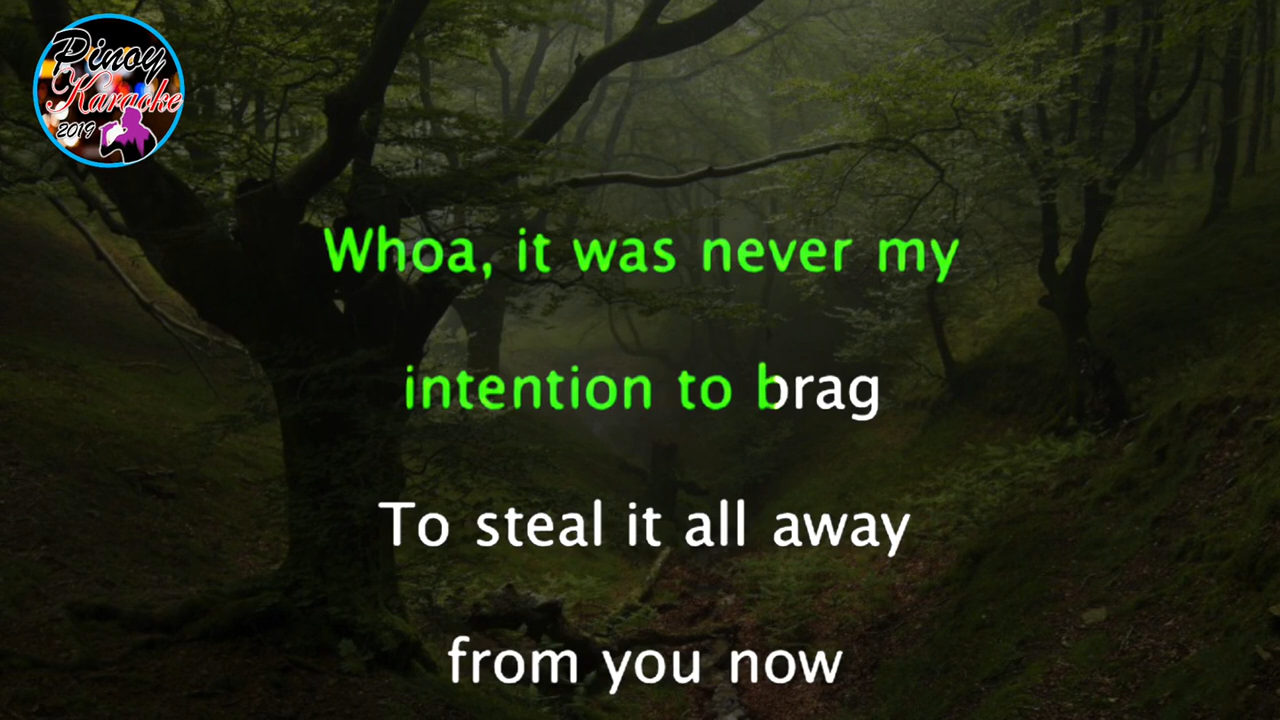 Pinoy
Karaoke
2019
Whoa, it was never my
intention to brag
To steal it all away
from you now